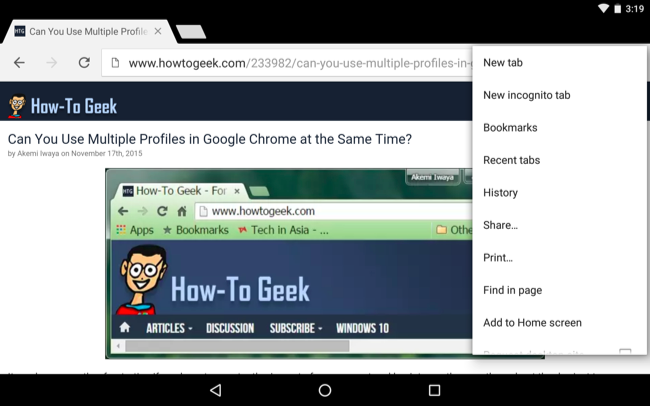 3:19
HTG Can You Use Multiple Profile
www.howtogeek.com/233982/can-you-use-multiple-profiles-in-
New tab
New incognito tab
Bookmarks
Recent tabs
History
Share...
Print...
Find in page
Add to Home screen
How-To Geek
Can You Use Multiple Profiles in Google Chrome at the Same Time?
by Akemi Iwaya on November 17th, 2015
Akemi Iwaya
HTG How-To Geek - For
www.howtogeek.com
Apps Bookmarks Tech in Asia - ... Othe
How-To Geek
ARTICLES DISCUSSION SUBSCRIBE WINDOWS 10